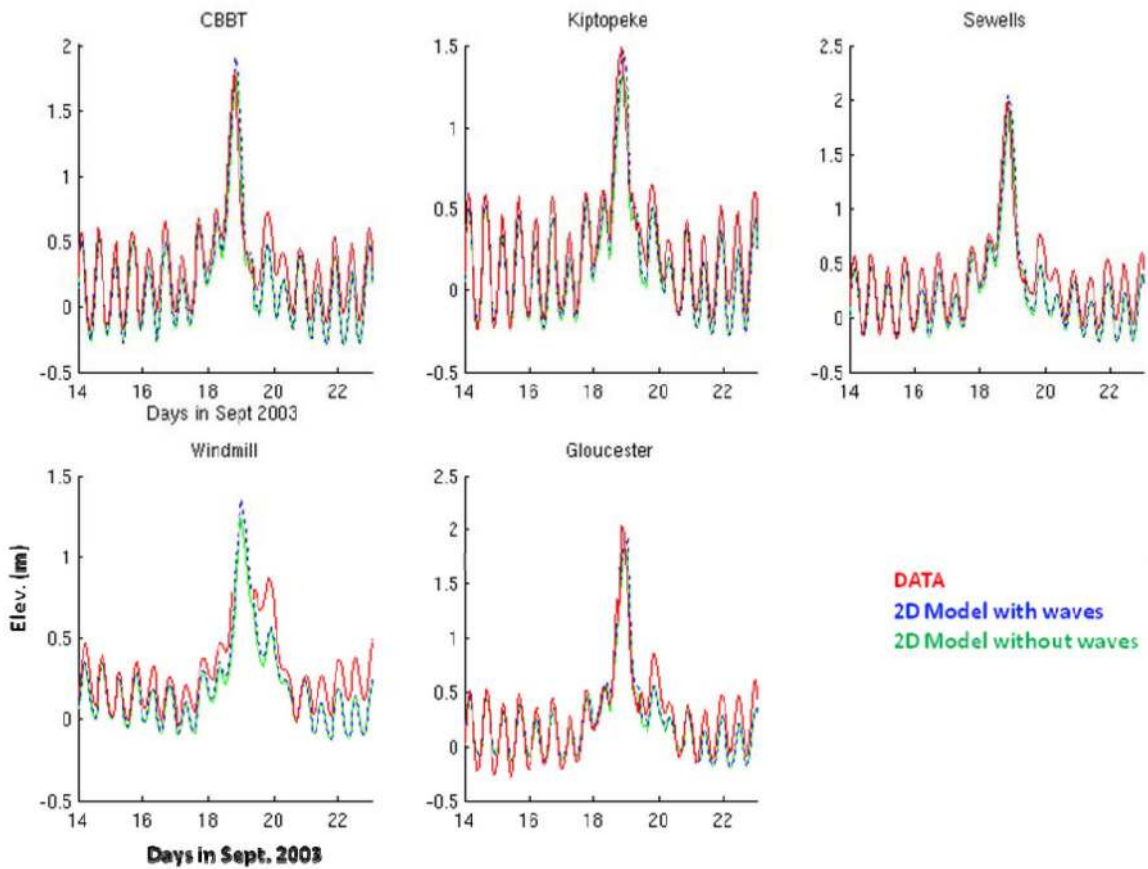 CBBT
Kiptopeke
Sewells
2
1.5
1
0.5
0
-0.5
14 16 18 20 22
Days in Sept 2003
1.5
1
0.5
0
-0.5
14 16 18 20 22
2.5
2
1.5
1
0.5
0
-0.5
14 16 18 20 22
Windmill
Gloucester
Elev. (m)
1.5
1
0.5
0
-0.5
14 16 18 20 22
Days in Sept. 2003
2.5
2
1.5
1
0.5
0
-0.5
14 16 18 20 22
DATA
2D Model with waves
2D Model without waves